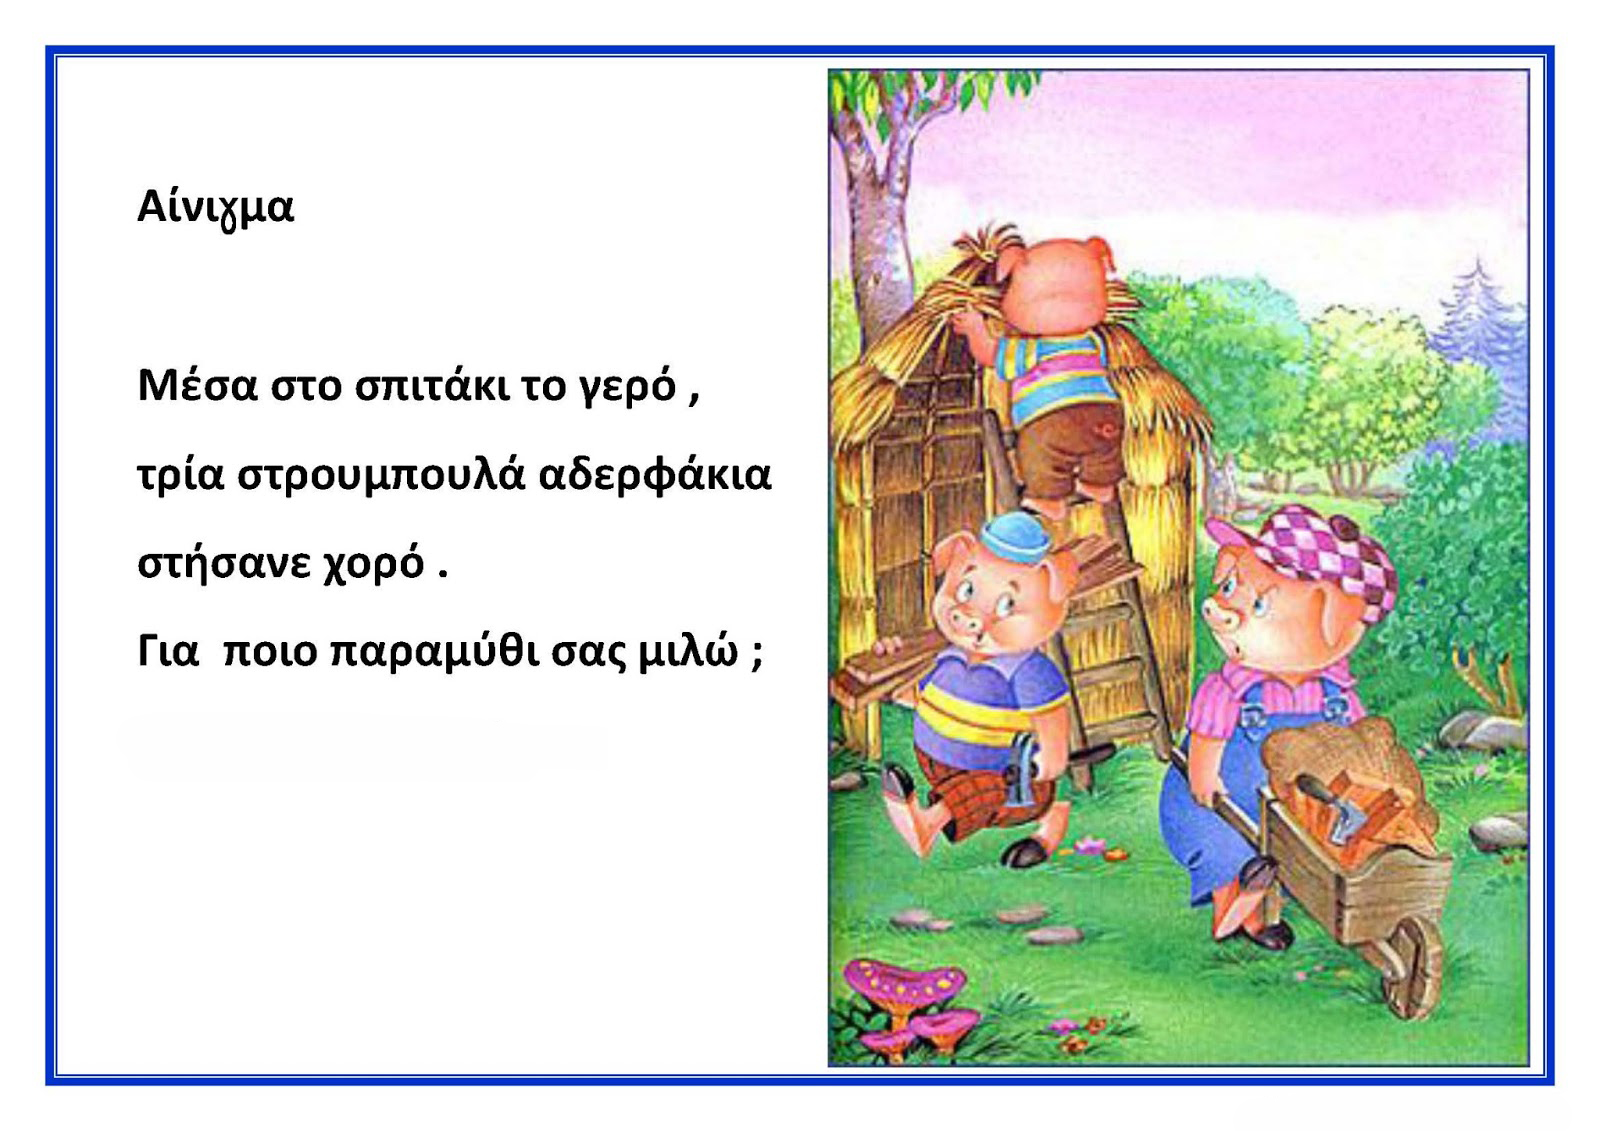 Αίνιγμα
Μέσα στο σπιτάκι το γερό ,
τρία στρουμπουλά αδερφάκια
στήσανε χορό .
Για ποιο παραμύθι σας μιλώ ;